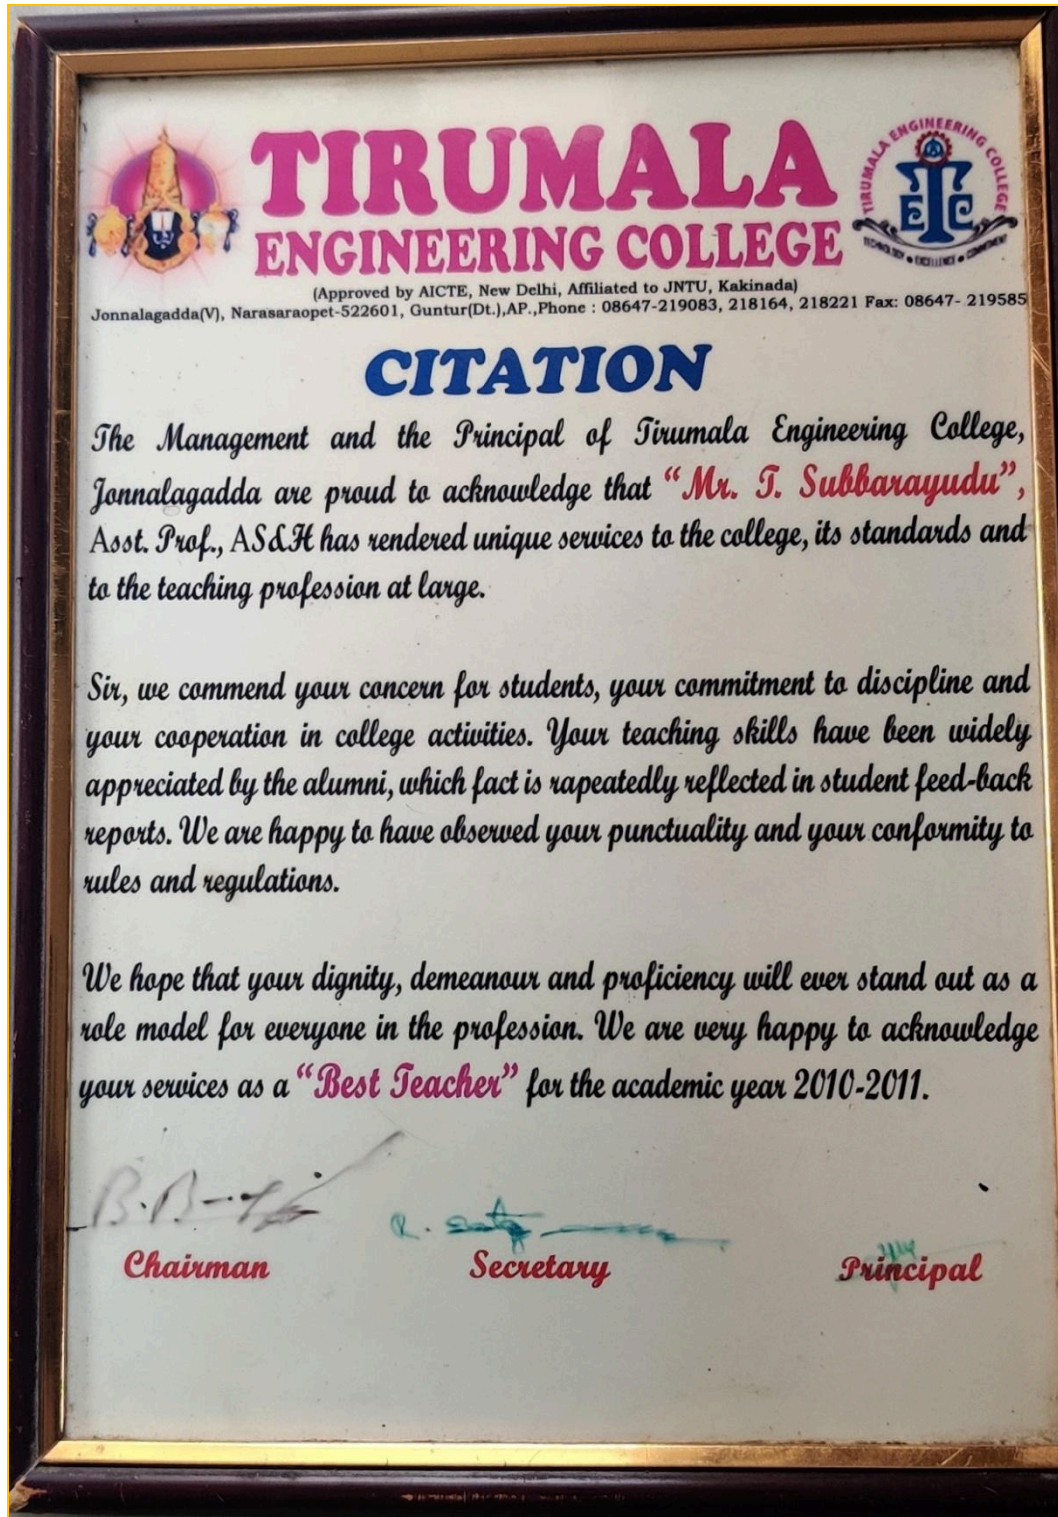 TIRUMALA
ENGINEERING COLLEGE
TIRUMALA ENGINEERING COLLEGE
ETC
TECHNOLOGY • EXCELLENCE • COMMITMENT
(Approved by AICTE, New Delhi, Affiliated to JNTU, Kakinada)
Jonnalagadda(V), Narasaraopet-522601, Guntur(Dt.),AP.,Phone : 08647-219083, 218164, 218221 Fax: 08647- 219585
CITATION
The Management and the Principal of Tirumala Engineering College,
Jonnalagadda are proud to acknowledge that “Mr. T. Subbarayudu”,
Asst. Prof., AS&H has rendered unique services to the college, its standards and
to the teaching profession at large.
Sir, we commend your concern for students, your commitment to discipline and
your cooperation in college activities. Your teaching skills have been widely
appreciated by the alumni, which fact is rapeatedly reflected in student feed-back
reports. We are happy to have observed your punctuality and your conformity to
rules and regulations.
We hope that your dignity, demeanour and proficiency will ever stand out as a
role model for everyone in the profession. We are very happy to acknowledge
your services as a “Best Teacher” for the academic year 2010-2011.
Chairman Secretary Principal